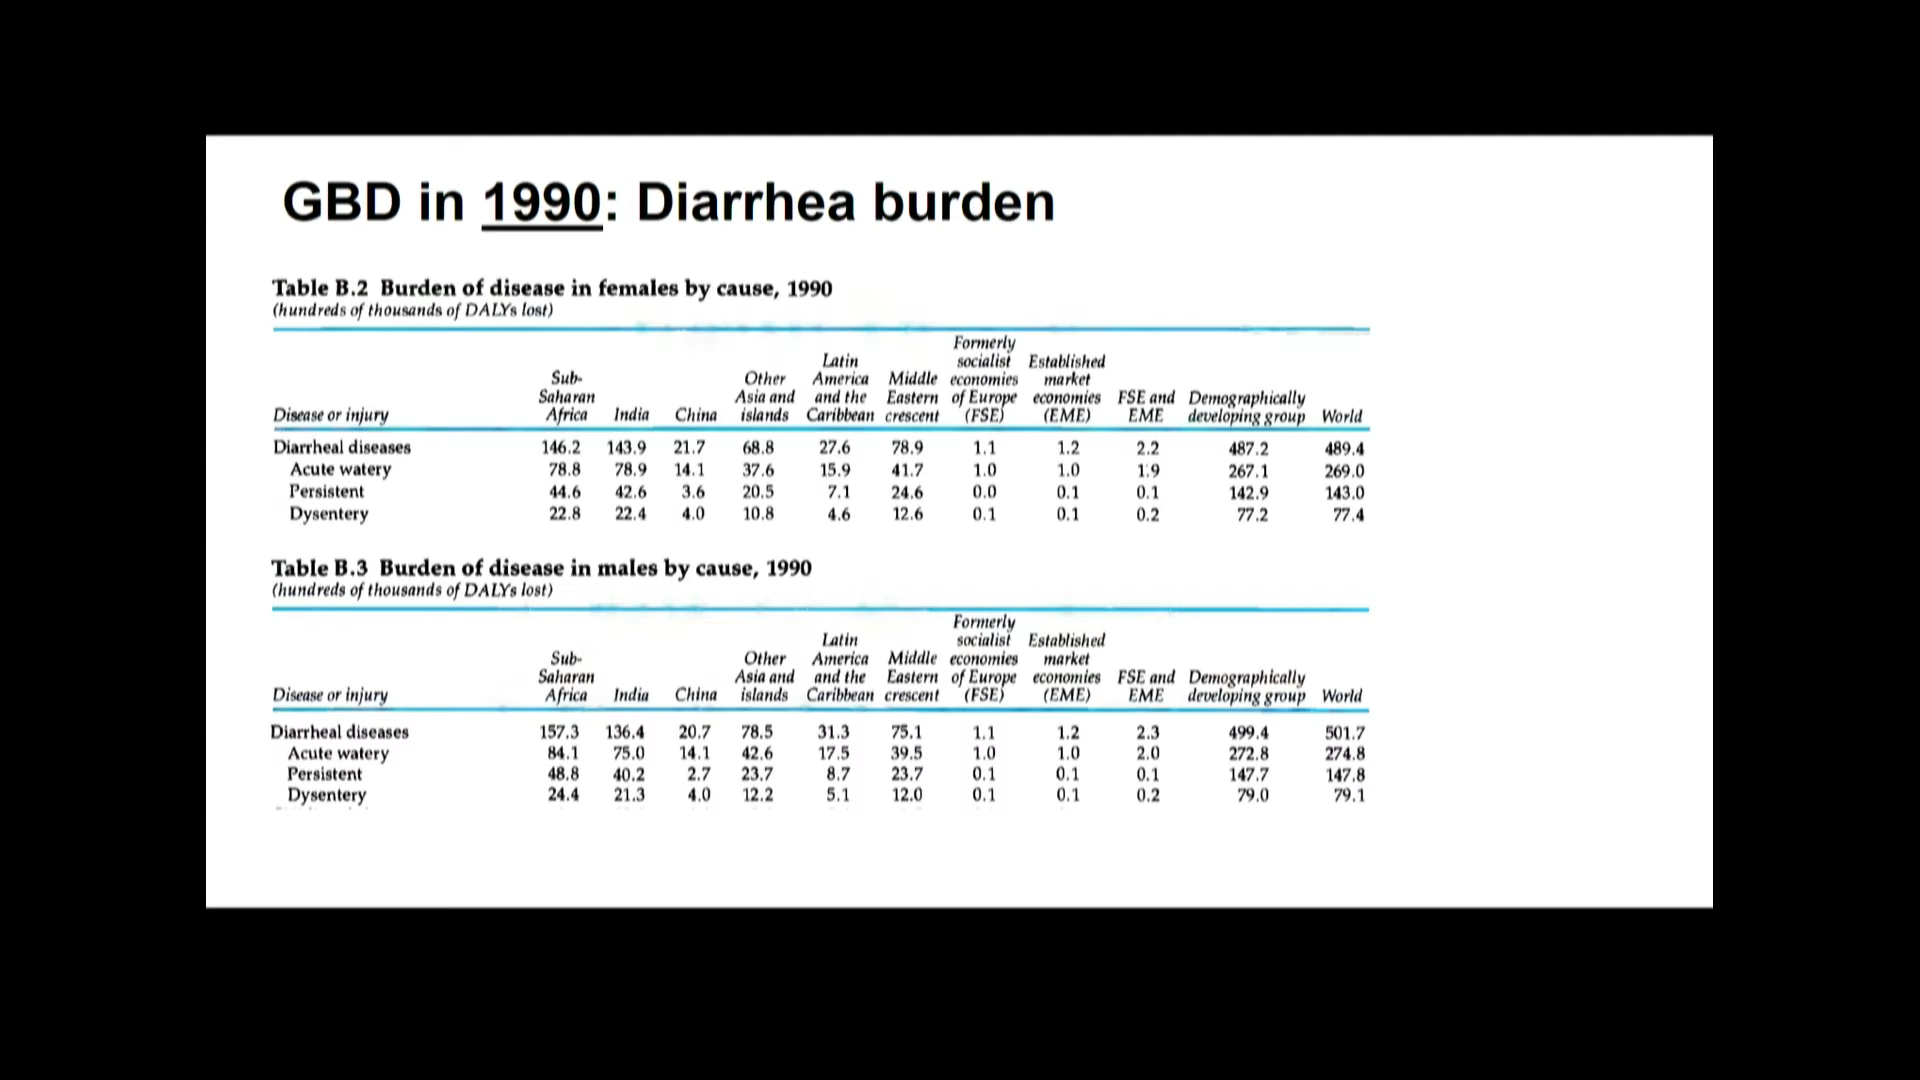 GBD in 1990: Diarrhea burden
Table B.2 Burden of disease in females by cause, 1990
(hundreds of thousands of DALYs lost)
Formerly
Latin socialist Established
Sub- Other America Middle economies market
Saharan Asia and and the Eastern of Europe economies FSE and Demographically
Disease or injury Africa India China islands Caribbean crescent (FSE) (EME) EME developing group World
Diarrheal diseases 146.2 143.9 21.7 68.8 27.6 78.9 1.1 1.2 2.2 487.2 489.4
Acute watery 78.8 78.9 14.1 37.6 15.9 41.7 1.0 1.0 1.9 267.1 269.0
Persistent 44.6 42.6 3.6 20.5 7.1 24.6 0.0 0.1 0.1 142.9 143.0
Dysentery 22.8 22.4 4.0 10.8 4.6 12.6 0.1 0.1 0.2 77.2 77.4
Table B.3 Burden of disease in males by cause, 1990
(hundreds of thousands of DALYs lost)
Formerly
Latin socialist Established
Sub- Other America Middle economies market
Saharan Asia and and the Eastern of Europe economies FSE and Demographically
Disease or injury Africa India China islands Caribbean crescent (FSE) (EME) EME developing group World
Diarrheal diseases 157.3 136.4 20.7 78.5 31.3 75.1 1.1 1.2 2.3 499.4 501.7
Acute watery 84.1 75.0 14.1 42.6 17.5 39.5 1.0 1.0 2.0 272.8 274.8
Persistent 48.8 40.2 2.7 23.7 8.7 23.7 0.1 0.1 0.1 147.7 147.8
Dysentery 24.4 21.3 4.0 12.2 5.1 12.0 0.1 0.1 0.2 79.0 79.1